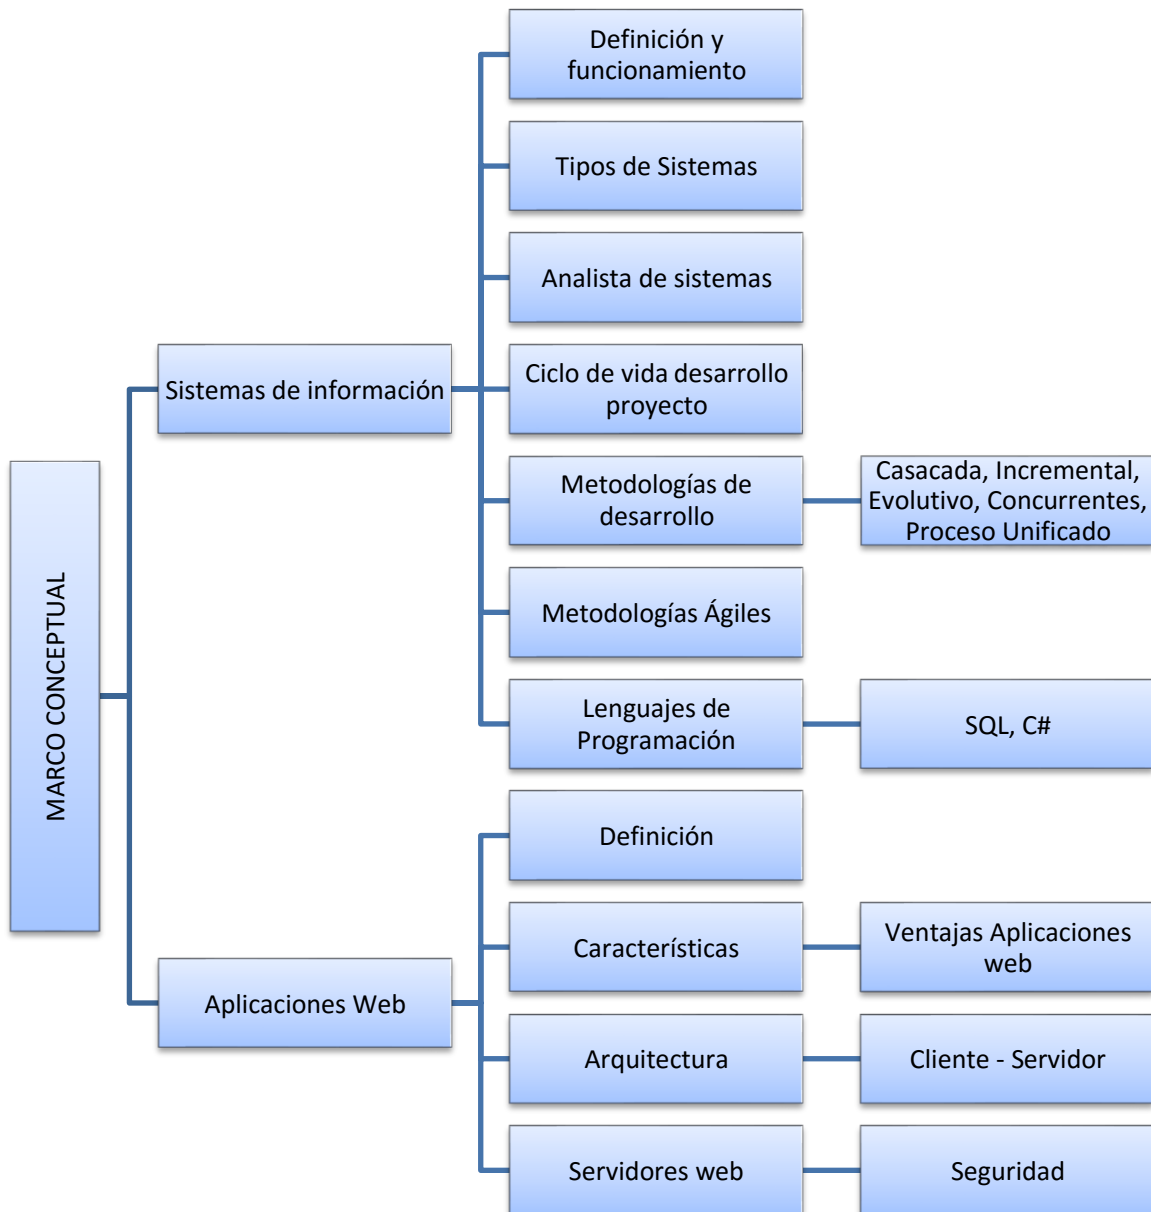 MARCO CONCEPTUAL
Sistemas de información
Definición y
funcionamiento
Tipos de Sistemas
Analista de sistemas
Ciclo de vida desarrollo
proyecto
Metodologías de
desarrollo
Casacada, Incremental,
Evolutivo, Concurrentes,
Proceso Unificado
Metodologías Ágiles
Lenguajes de
Programación
SQL, C#
Aplicaciones Web
Definición
Característícas
Ventajas Aplicaciones
web
Arquitectura
Cliente - Servidor
Servidores web
Seguridad